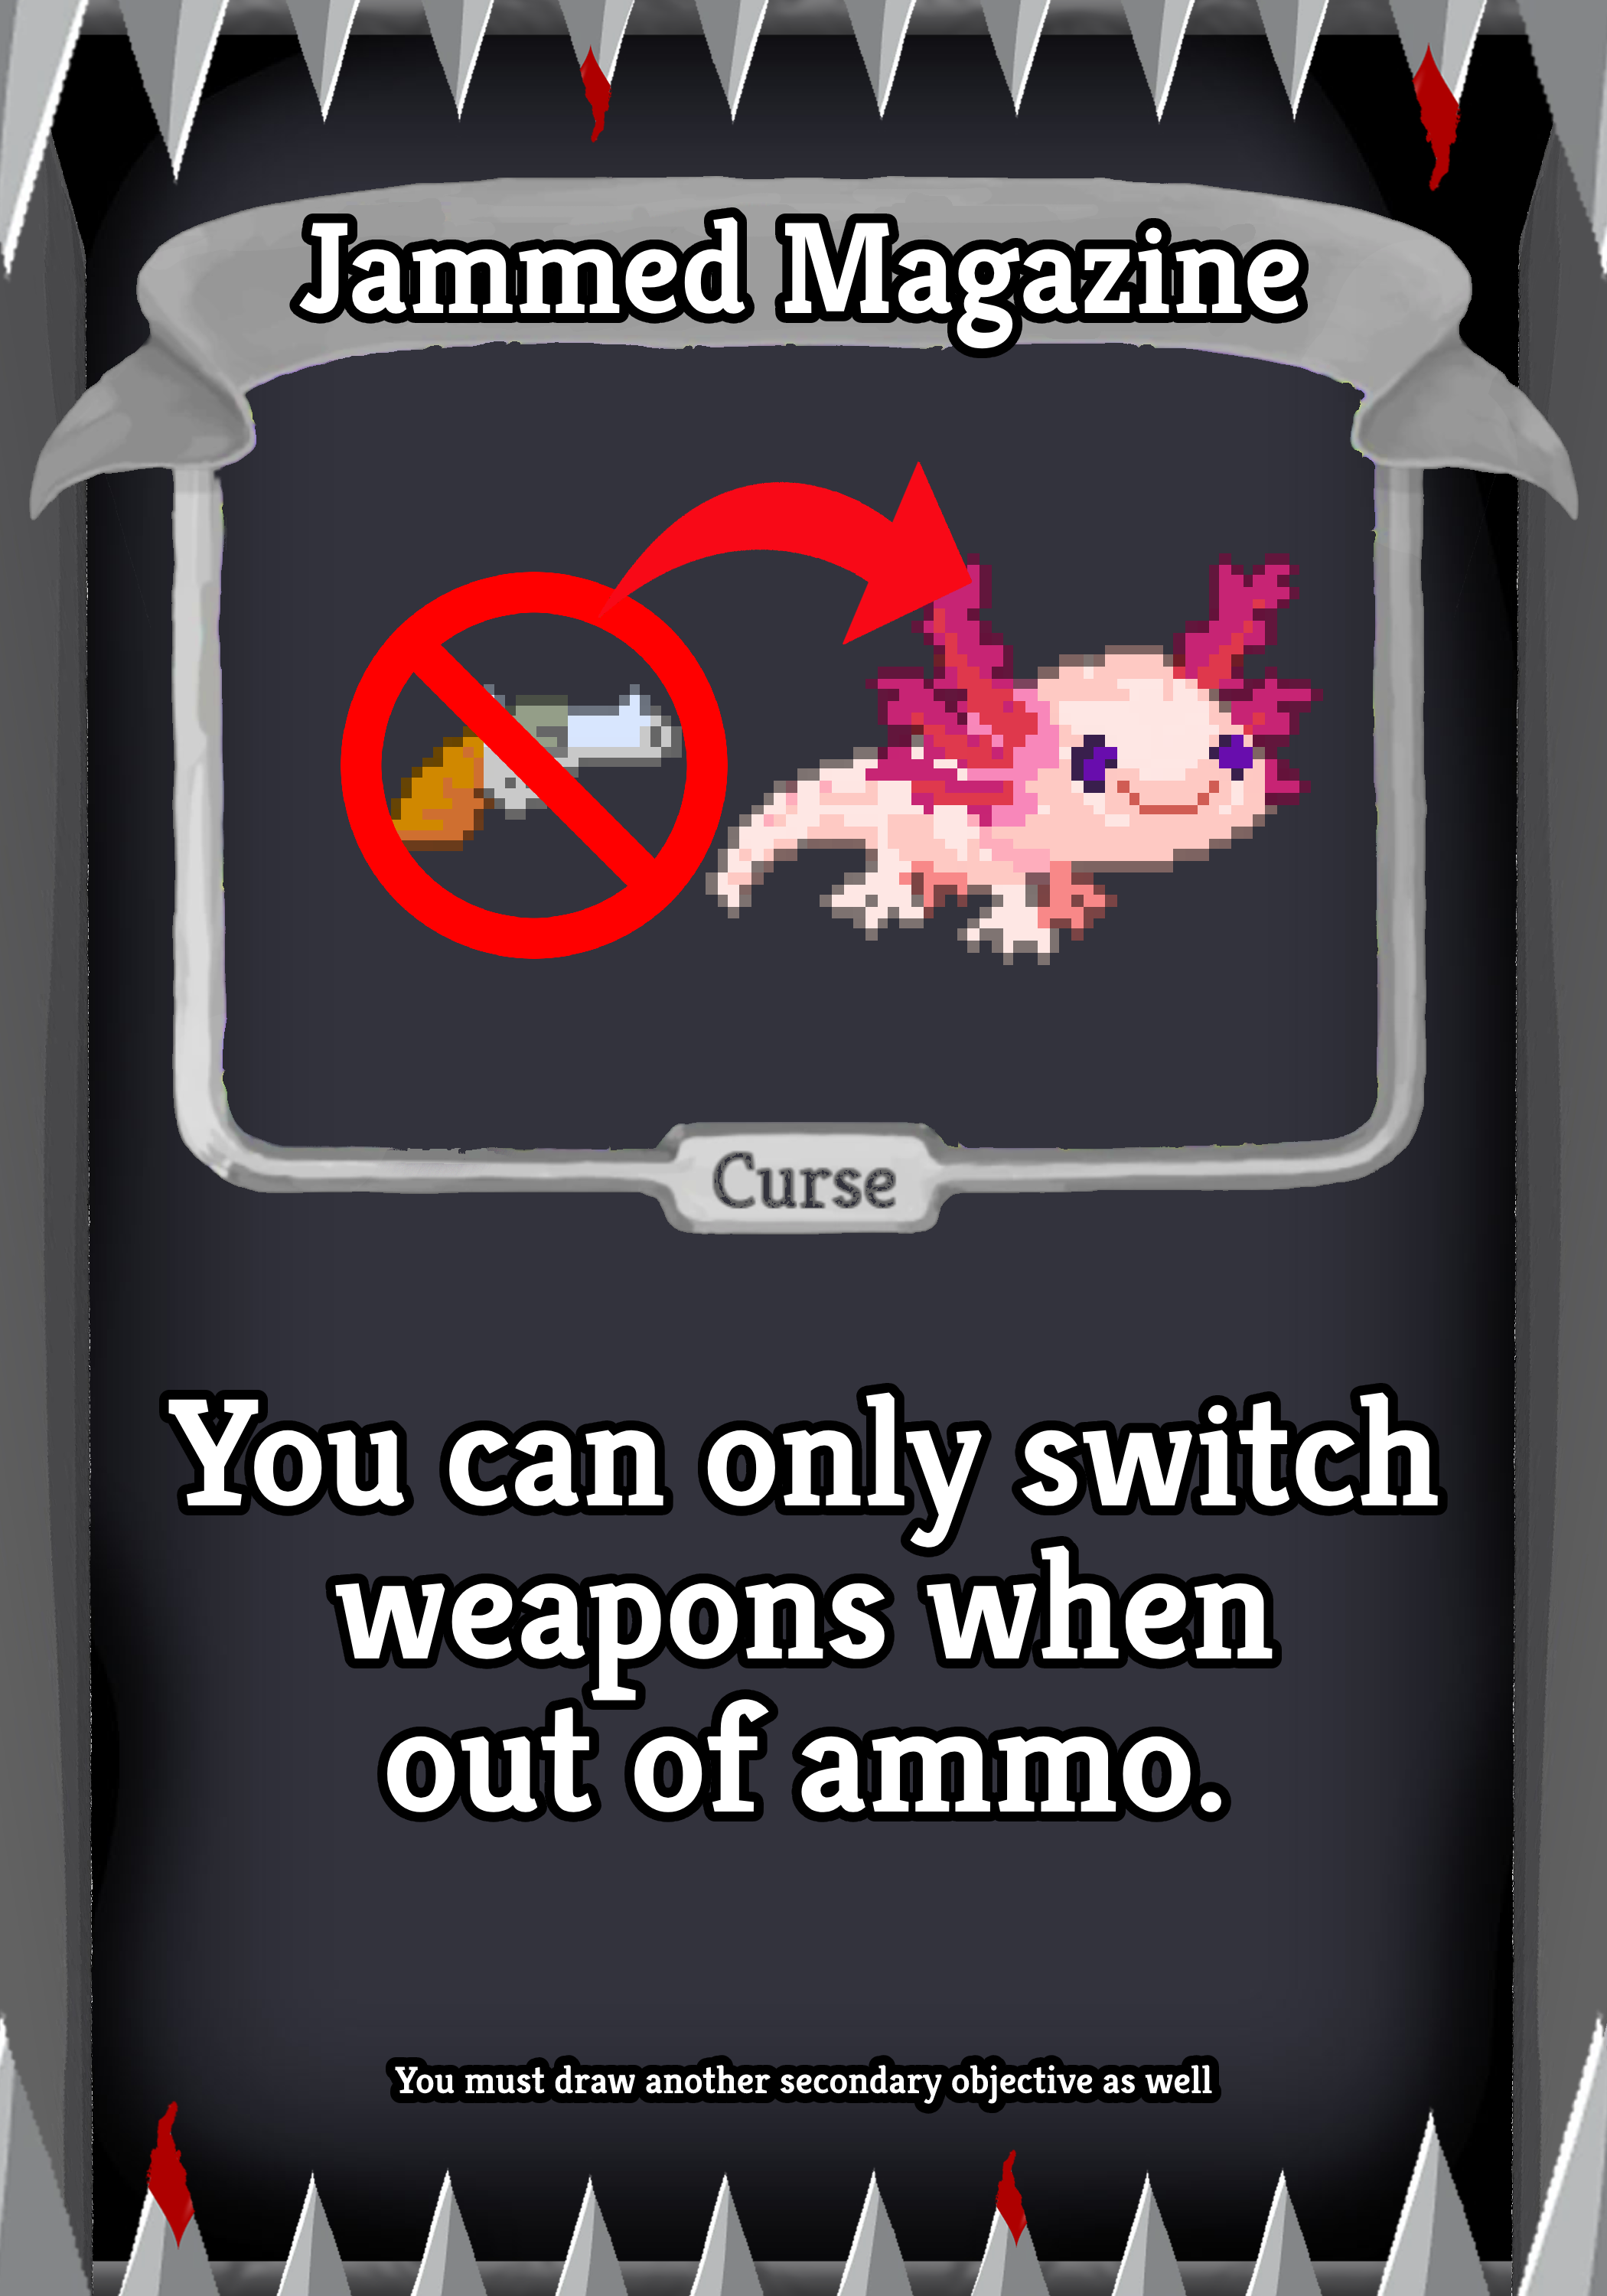 Jammed Magazine
Curse
You can only switch
weapons when
out of ammo.
You must draw another secondary objective as well